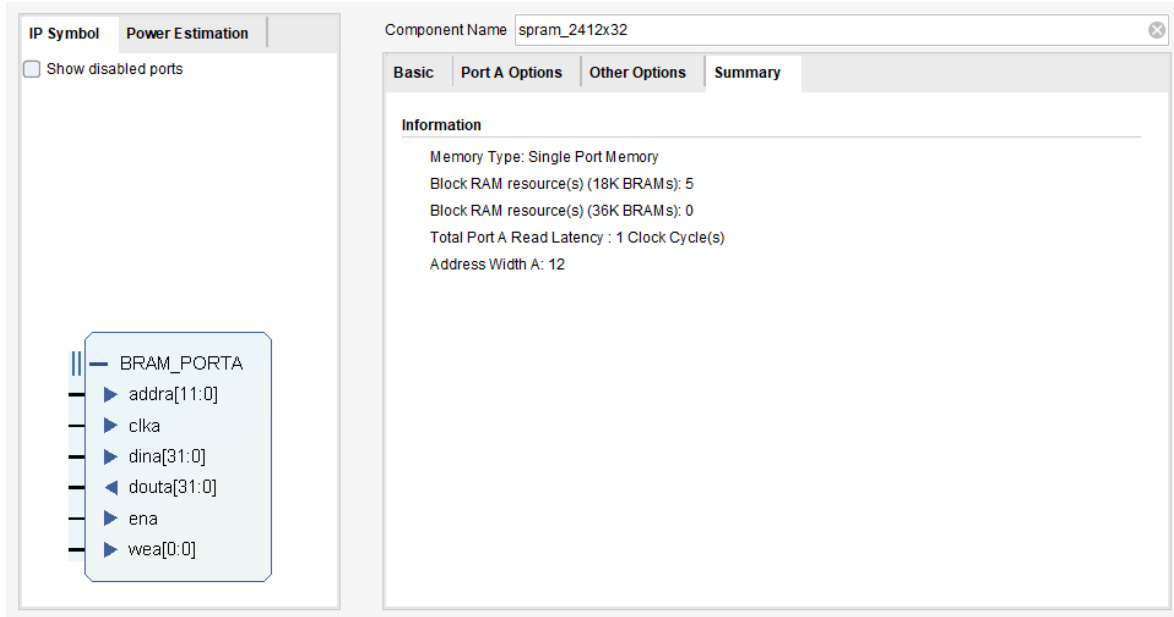 IP Symbol Power Estimation
Show disabled ports
BRAM_PORTA
addra[11:0]
clka
dina[31:0]
douta[31:0]
ena
wea[0:0]
Component Name spram_2412x32
Basic Port A Options Other Options Summary
Information
Memory Type: Single Port Memory
Block RAM resource(s) (18K BRAMs): 5
Block RAM resource(s) (36K BRAMs): 0
Total Port A Read Latency : 1 Clock Cycle(s)
Address Width A: 12